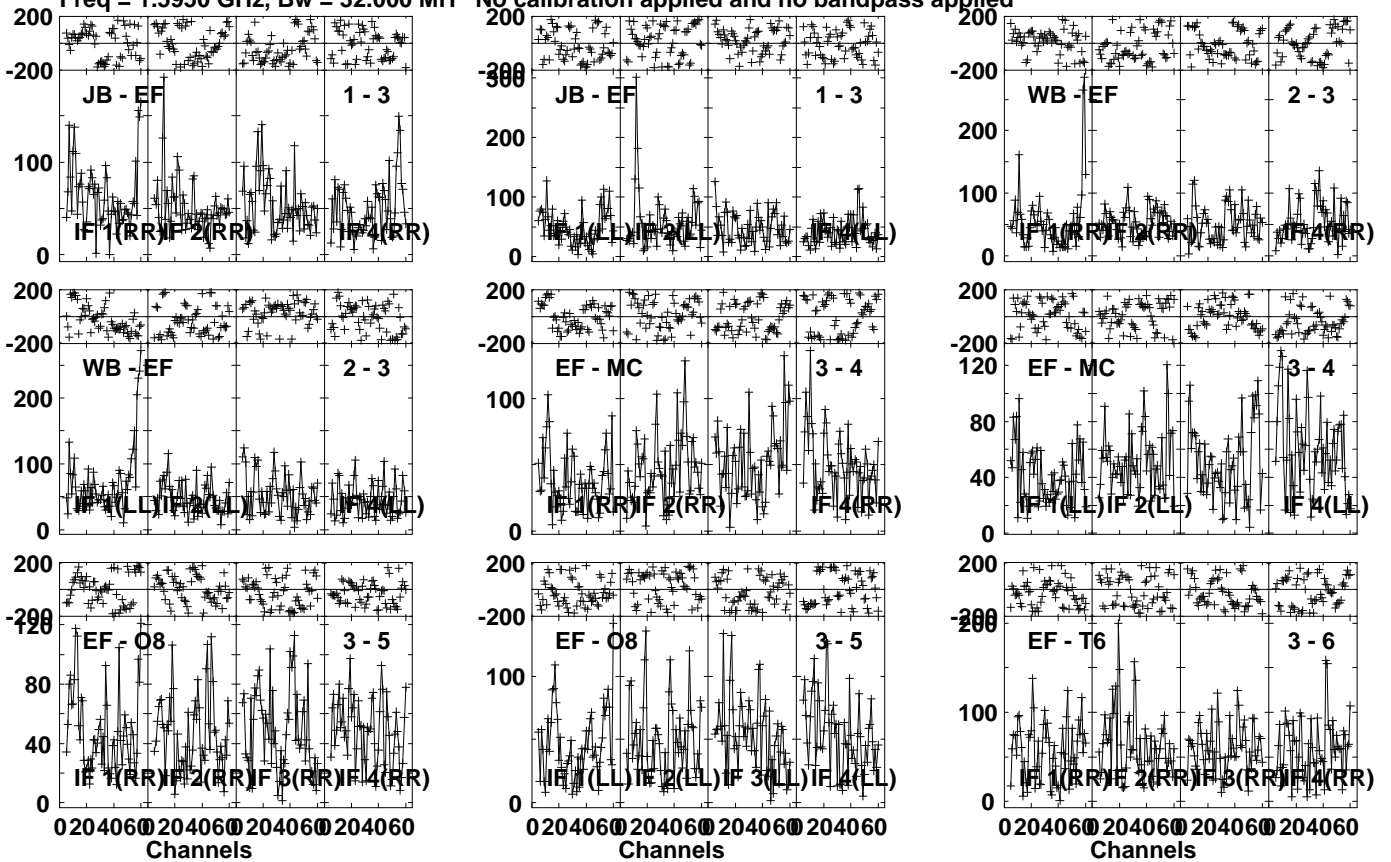 Freq = 1.5950 GHz, Bw = 32.000 MH No calibration applied and no bandpass applied
200
-200
JB - EF 1 - 3
100
0
IF 1(RR) IF 2(RR) IF 4(RR)
200
-200
300
JB - EF 1 - 3
200
100
0
IF 1(LL) IF 2(LL) IF 4(LL)
200
-200
WB - EF 2 - 3
200
100
0
IF 1(RR) IF 2(RR) IF 4(RR)
200
-200
WB - EF 2 - 3
200
100
0
IF 1(LL) IF 2(LL) IF 4(LL)
200
-200
EF - MC 3 - 4
100
0
IF 1(RR) IF 2(RR) IF 4(RR)
200
-200
120
EF - MC 3 - 4
80
40
0
IF 1(LL) IF 2(LL) IF 4(LL)
200
-200
120
EF - O8 3 - 5
80
40
0
IF 1(RR) IF 2(RR) IF 3(RR) IF 4(RR)
0 20 40 60 0 20 40 60 0 20 40 60 0 20 40 60
Channels
200
-200
EF - O8 3 - 5
100
0
IF 1(LL) IF 2(LL) IF 3(LL) IF 4(LL)
0 20 40 60 0 20 40 60 0 20 40 60 0 20 40 60
Channels
200
-200
200
EF - T6 3 - 6
100
0
IF 1(RR) IF 2(RR) IF 3(RR) IF 4(RR)
0 20 40 60 0 20 40 60 0 20 40 60 0 20 40 60
Channels